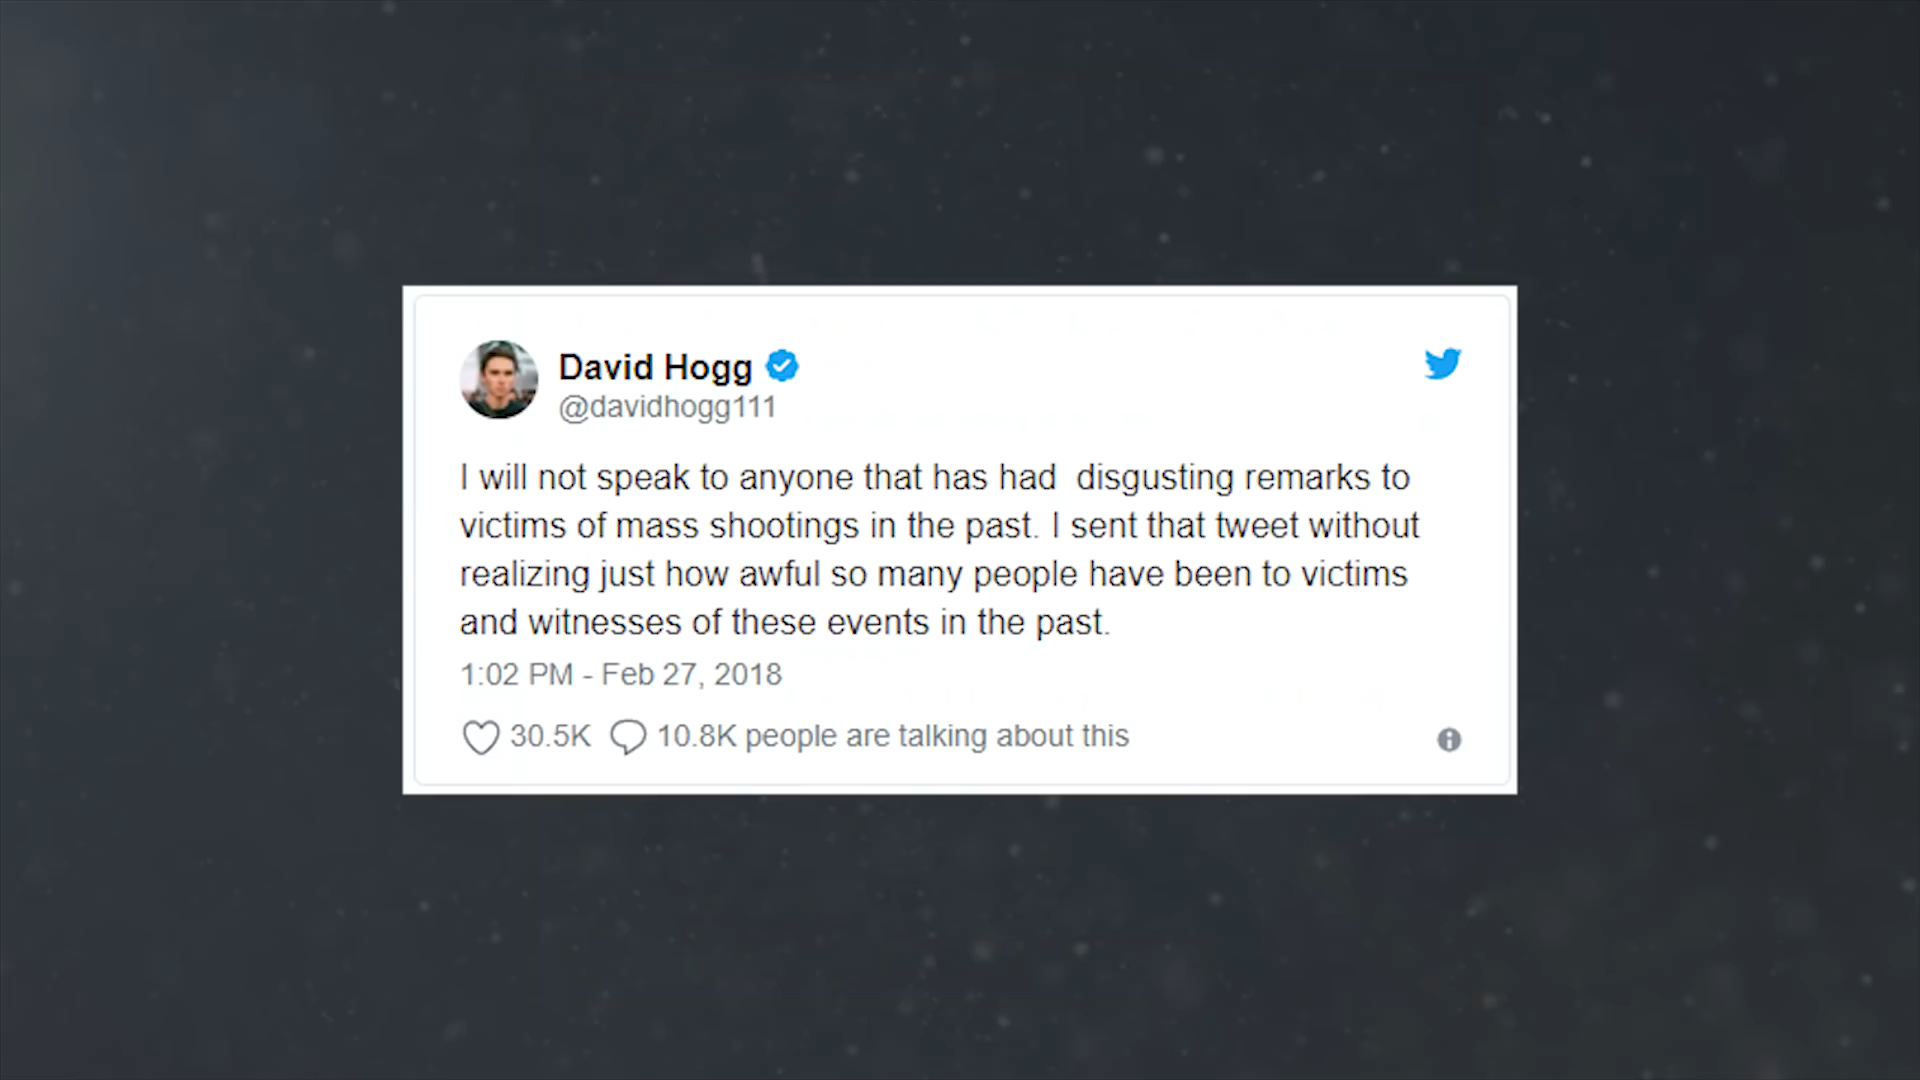 David Hogg
@davidhogg111
I will not speak to anyone that has had  disgusting remarks to
victims of mass shootings in the past. I sent that tweet without
realizing just how awful so many people have been to victims
and witnesses of these events in the past.
1:02 PM - Feb 27, 2018
30.5K 10.8K people are talking about this